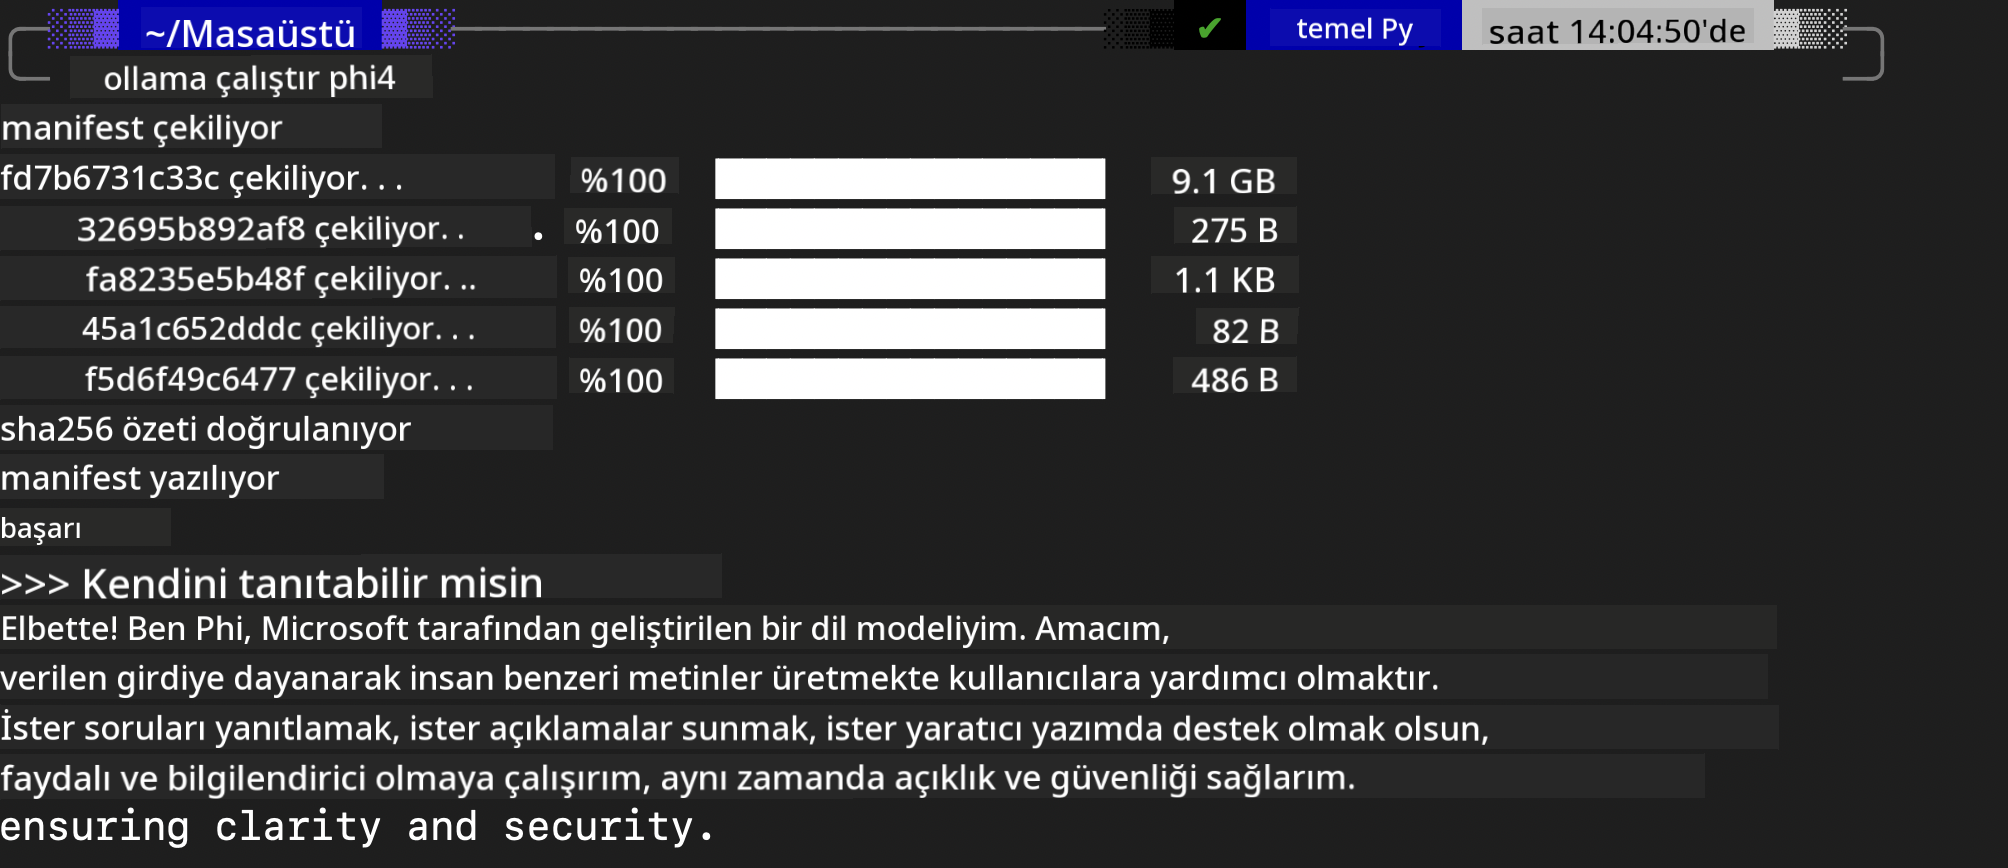 ~/Masaüstü ✔ temel Py saat 14:04:50'de
ollama çalıştır phi4
manifest çekiliyor
fd7b6731c33c çekiliyor. . . %100 9.1 GB
32695b892af8 çekiliyor. . . %100 275 B
fa8235e5b48f çekiliyor. .. %100 1.1 KB
45a1c652dddc çekiliyor. . . %100 82 B
f5d6f49c6477 çekiliyor. . . %100 486 B
sha256 özeti doğrulanıyor
manifest yazılıyor
başarı
>>> Kendini tanıtabilir misin
Elbette! Ben Phi, Microsoft tarafından geliştirilen bir dil modeliyim. Amacım,
verilen girdiye dayanarak insan benzeri metinler üretmekte kullanıcılara yardımcı olmaktır.
İster soruları yanıtlamak, ister açıklamalar sunmak, ister yaratıcı yazımda destek olmak olsun,
faydalı ve bilgilendirici olmaya çalışırım, aynı zamanda açıklık ve güvenliği sağlarım.
ensuring clarity and security.